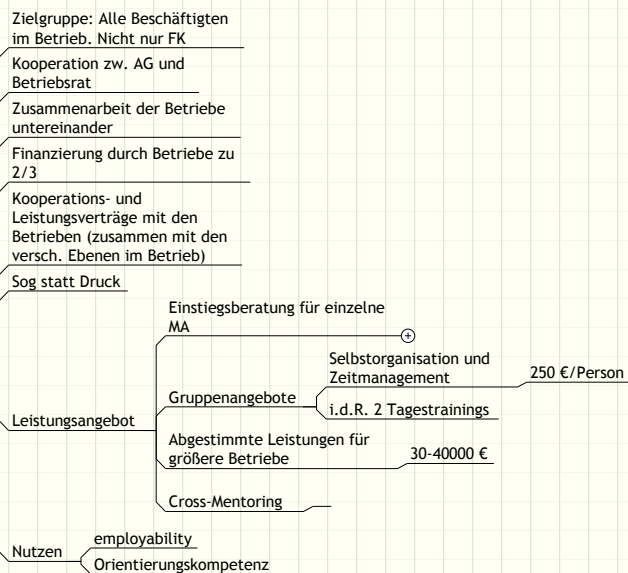 Zielgruppe: Alle Beschäftigten
im Betrieb. Nicht nur FK
Kooperation zw. AG und
Betriebsrat
Zusammenarbeit der Betriebe
untereinander
Finanzierung durch Betriebe zu
2/3
Kooperations- und
Leistungsverträge mit den
Betrieben (zusammen mit den
versch. Ebenen im Betrieb)
Sog statt Druck
Leistungsangebot
Einstiegsberatung für einzelne
MA
Gruppenangebote
Selbstorganisation und
Zeitmanagement
250 €/Person
i.d.R. 2 Tagestrainings
Abgestimmte Leistungen für
größere Betriebe
30-40000 €
Cross-Mentoring
Nutzen
employability
Orientierungskompetenz